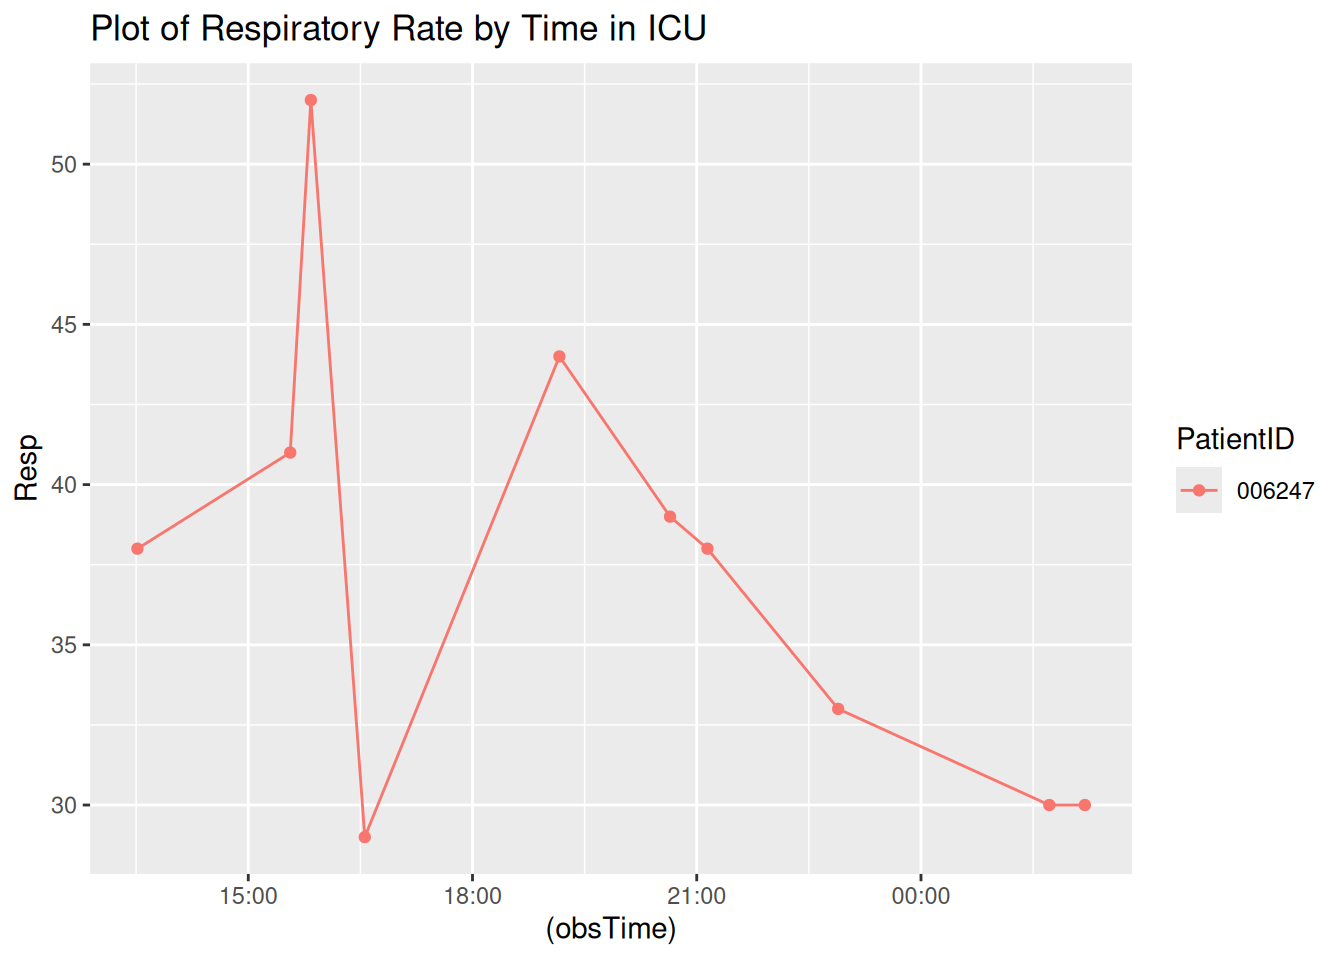 Plot of Respiratory Rate by Time in ICU
50
45
40
35
30
Resp
15:00 18:00 21:00 00:00
(obsTime)
PatientID
006247